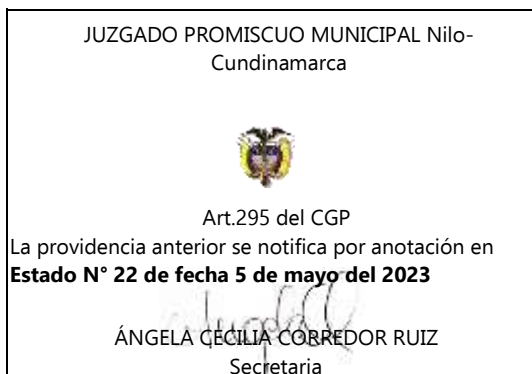 JUZGADO PROMISCUO MUNICIPAL Nilo-
Cundinamarca
Art.295 del CGP
La providencia anterior se notifica por anotación en
Estado N° 22 de fecha 5 de mayo del 2023
ÁNGELA CECILIA CORREDOR RUIZ
Secretaria